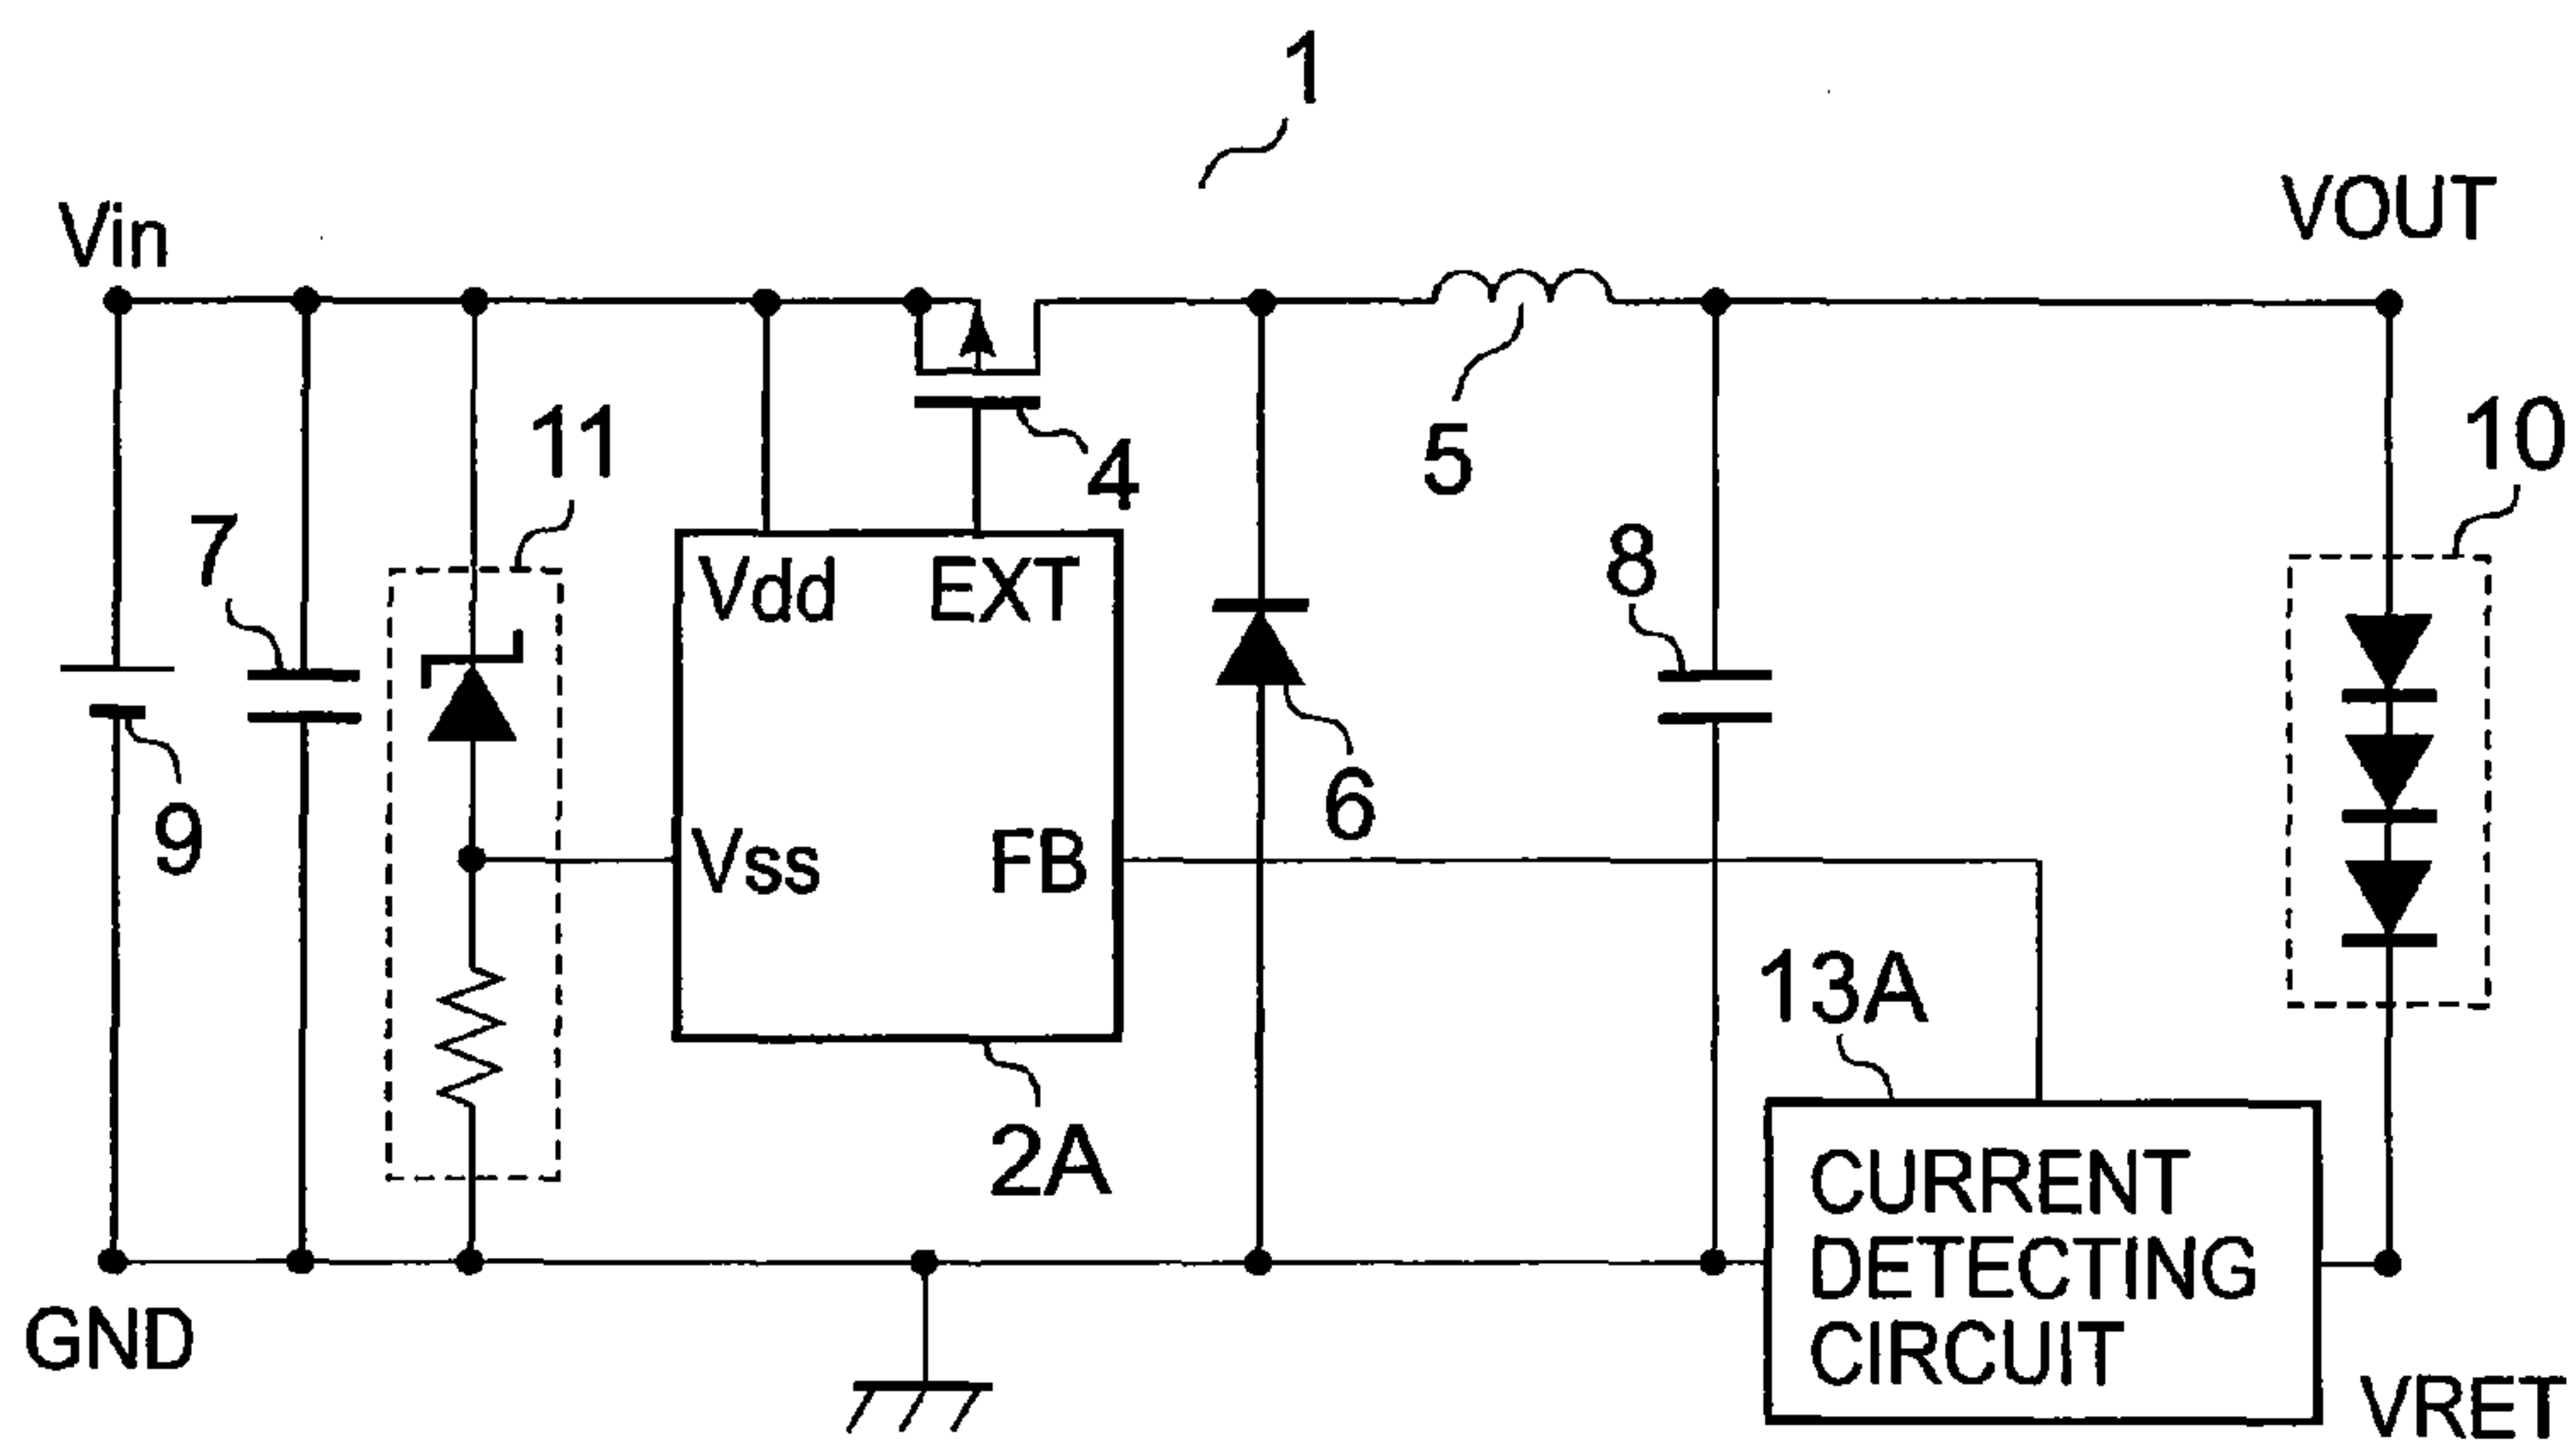 1
Vin
VOUT
11
4
5
10
7
8
Vdd
EXT
9
6
Vss
FB
13A
2A
CURRENT
DETECTING
CIRCUIT
GND
VRET